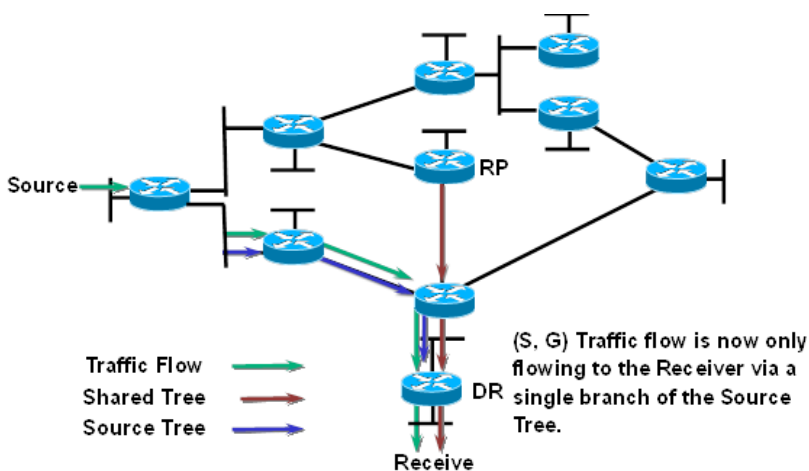 RP
Source
(S, G) Traffic flow is now only
flowing to the Receiver via a
single branch of the Source
Tree.
Traffic Flow
Shared Tree
Source Tree
DR
Receive